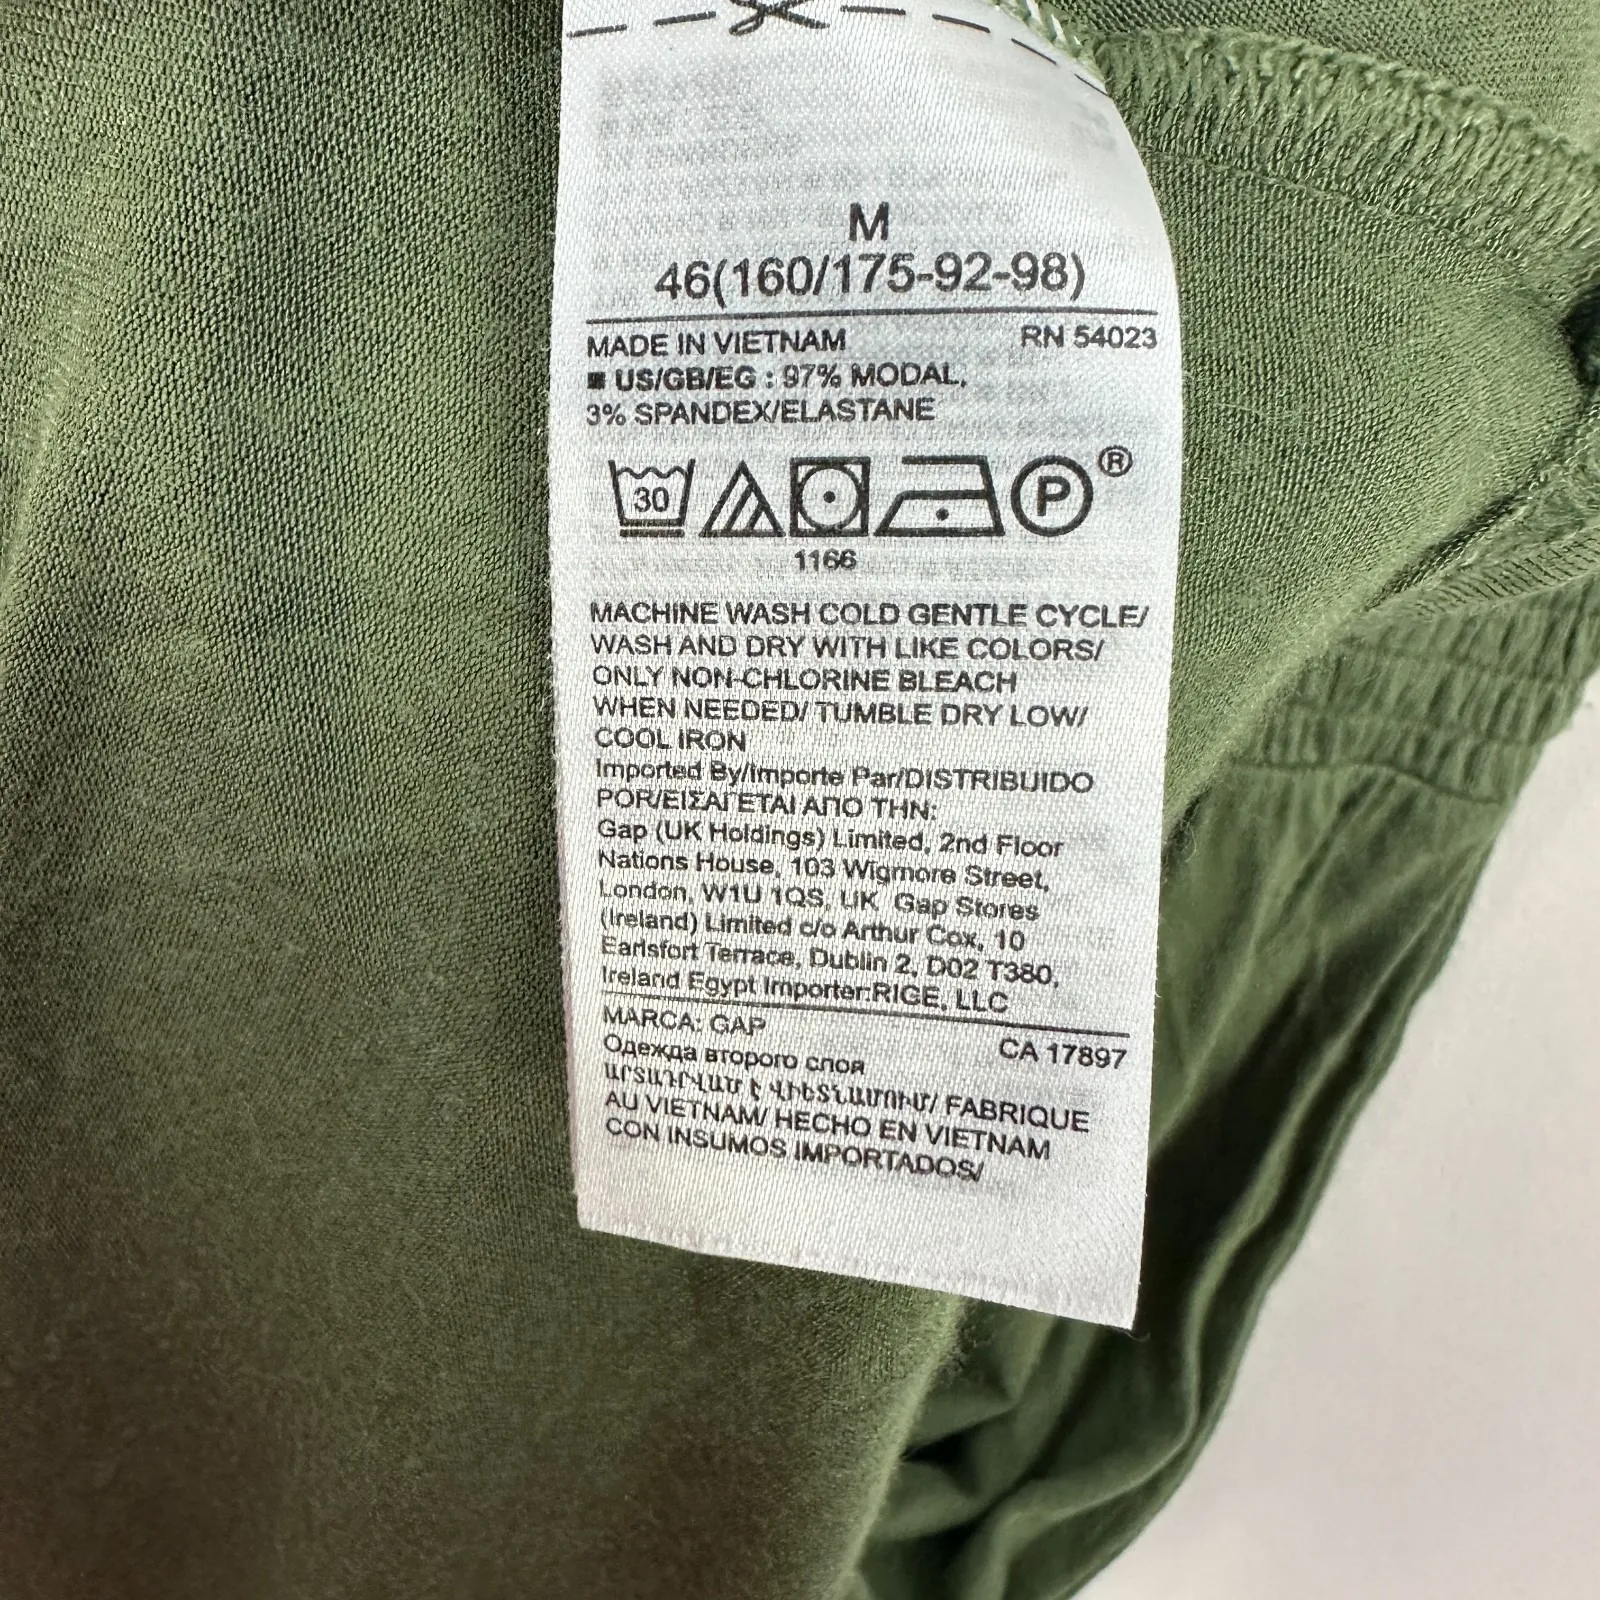 M
46(160/175-92-98)
MADE IN VIETNAM RN 54023
US/GB/EG : 97% MODAL,
3% SPANDEX/ELASTANE
30 P ®
1166
MACHINE WASH COLD GENTLE CYCLE/
WASH AND DRY WITH LIKE COLORS/
ONLY NON-CHLORINE BLEACH
WHEN NEEDED/ TUMBLE DRY LOW/
COOL IRON
Imported By/Importe Par/DISTRIBUIDO
POR/ΕΙΣΑΓΕΤΑΙ ΑΠΟ ΤΗΝ:
Gap (UK Holdings) Limited, 2nd Floor
Nations House, 103 Wigmore Street,
London, W1U 1QS, UK Gap Stores
(Ireland) Limited c/o Arthur Cox, 10
Earlsfort Terrace, Dublin 2, D02 T380,
Ireland Egypt Importer:RIGE, LLC
MARCA: GAP
CA 17897
Одежда второго слоя
ԱՐՏԱԴՐՎԱԾ Է ՎԻԵՏՆԱՄՈՒՄ/ FABRIQUE
AU VIETNAM/ HECHO EN VIETNAM
CON INSUMOS IMPORTADOS/